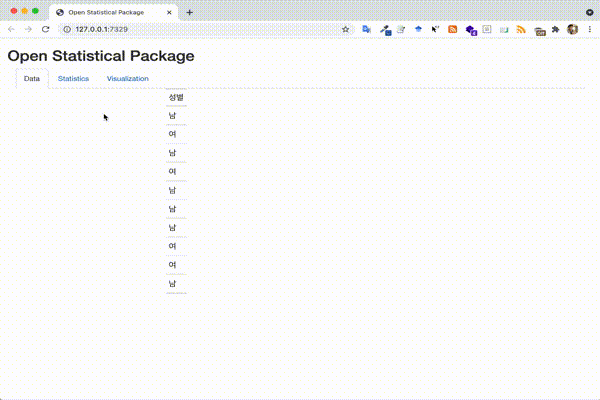 Open Statistical Package
127.0.0.1:7329
Open Statistical Package
Data Statistics Visualization
성별
남
여
남
여
남
남
남
여
여
남